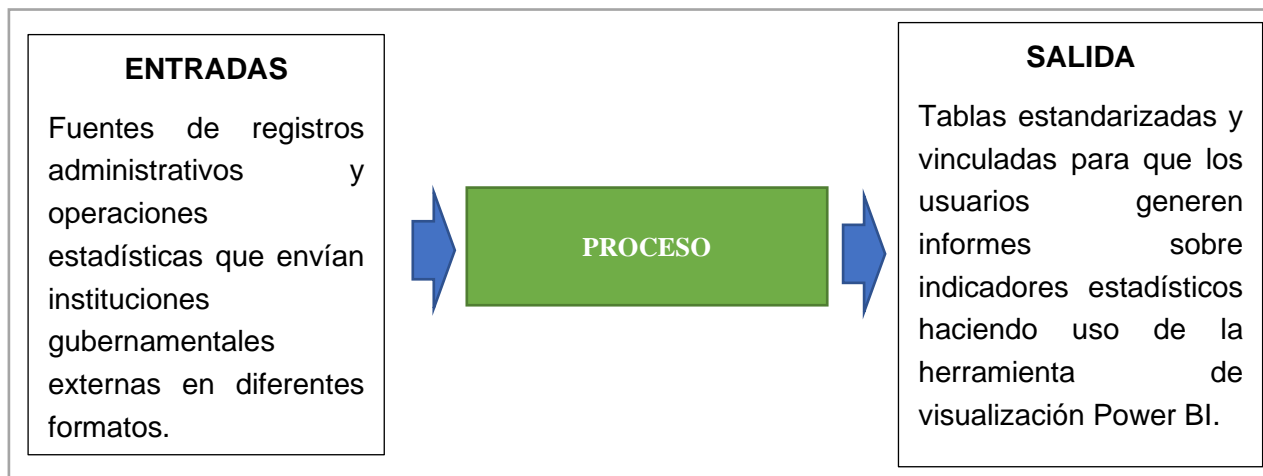 ENTRADAS
Fuentes de registros
administrativos y
operaciones
estadísticas que envían
instituciones
gubernamentales
externas en diferentes
formatos.
PROCESO
SALIDA
Tablas estandarizadas y
vinculadas para que los
usuarios generen
informes sobre
indicadores estadísticos
haciendo uso de la
herramienta de
visualización Power BI.